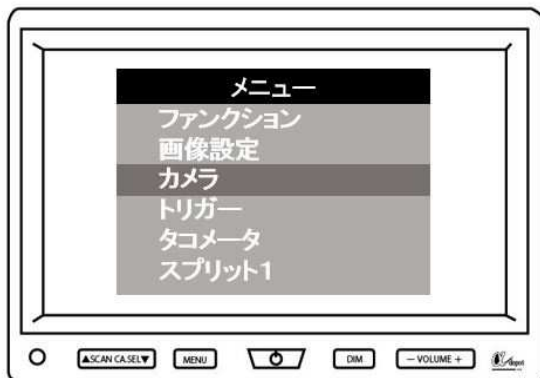 メニュー
ファンクション
画像設定
カメラ
トリガー
タコメータ
スプリット1
▲SCAN CA.SEL▼ MENU DIM − VOLUME +